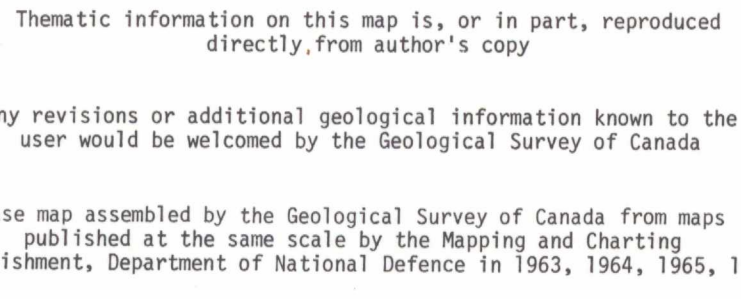 Thematic information on this map is, or in part, reproduced
directly,from author's copy
ny revisions or additional geological information known to the
user would be welcomed by the Geological Survey of Canada
se map assembled by the Geological Survey of Canada from maps
published at the same scale by the Mapping and Charting
ishment, Department of National Defence in 1963, 1964, 1965, 1